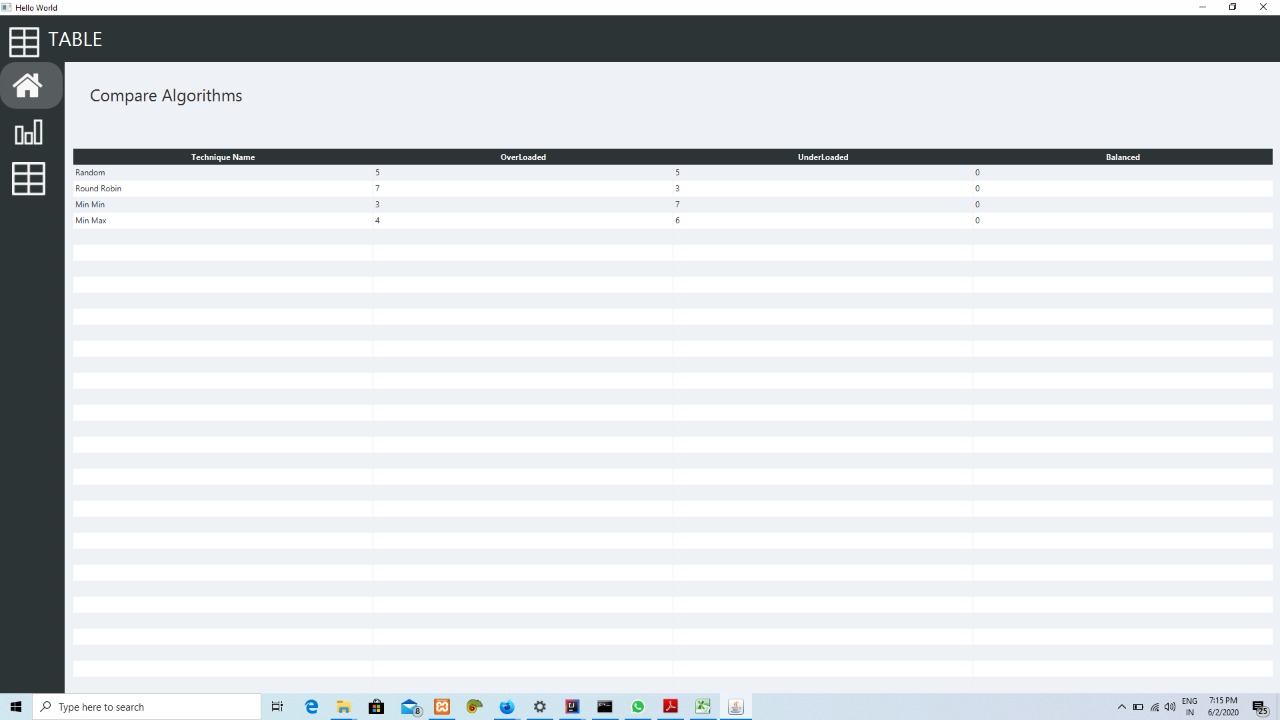 Hello World
TABLE
Compare Algorithms
Technique Name OverLoaded UnderLoaded Balanced
Random 5 5 0
Round Robin 7 3 0
Min Min 3 7 0
Min Max 4 6 0
Type here to search
8
ENG 7:15 PM
IN 6/2/2020
25